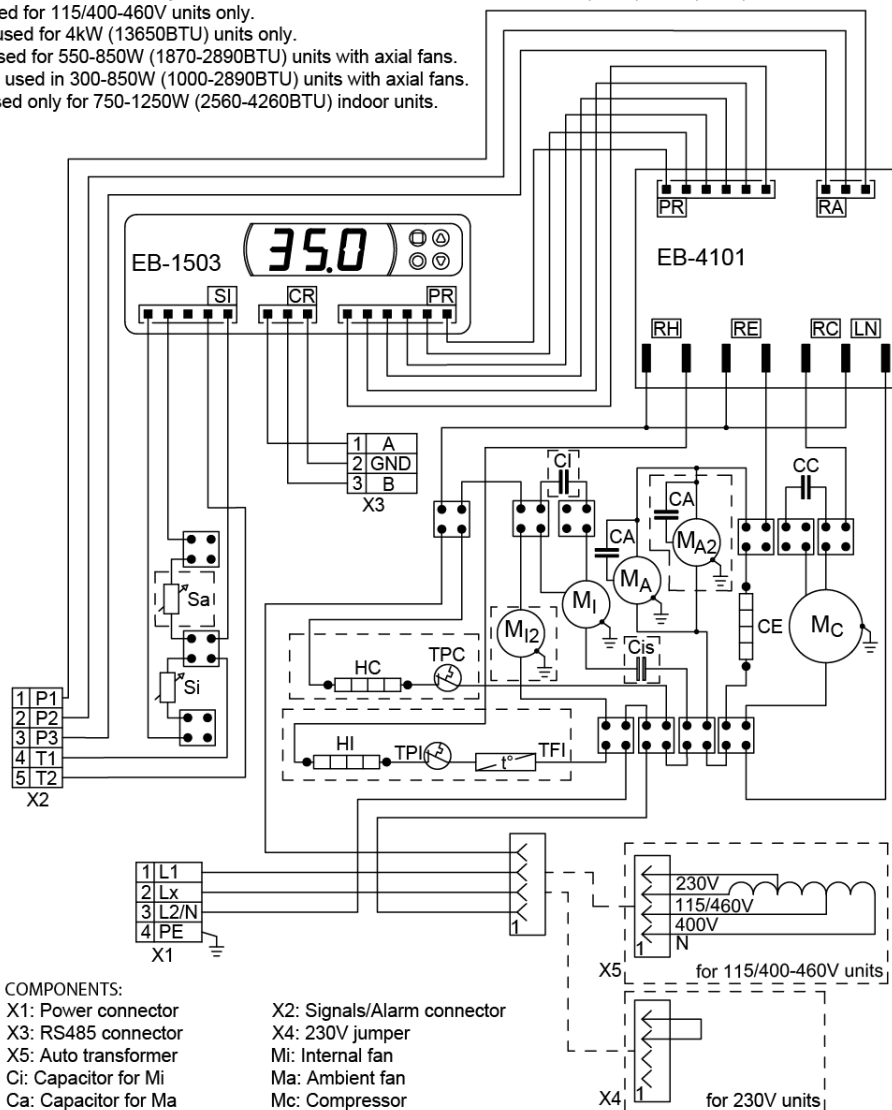 ed for 115/400-460V units only.
used for 4kW (13650BTU) units only.
sed for 550-850W (1870-2890BTU) units with axial fans.
used in 300-850W (1000-2890BTU) units with axial fans.
sed only for 750-1250W (2560-4260BTU) indoor units.
PR
RA
EB-4101
RH
RE
RC
LN
EB-1503
35.0
SI
CR
PR
1 A
2 GND
3 B
X3
CI
CC
CA
CA
MA2
MA
MI
MI2
CE
MC
Sa
Si
Cis
HC
TPC
HI
TPI
t°
TFI
1 P1
2 P2
3 P3
4 T1
5 T2
X2
1 L1
2 Lx
3 L2/N
4 PE
X1
1
230V
115/460V
400V
N
1
X5
for 115/400-460V units
1
X4
for 230V units
COMPONENTS:
X1: Power connector
X2: Signals/Alarm connector
X3: RS485 connector
X4: 230V jumper
X5: Auto transformer
Mi: Internal fan
Ci: Capacitor for Mi
Ma: Ambient fan
Ca: Capacitor for Ma
Mc: Compressor